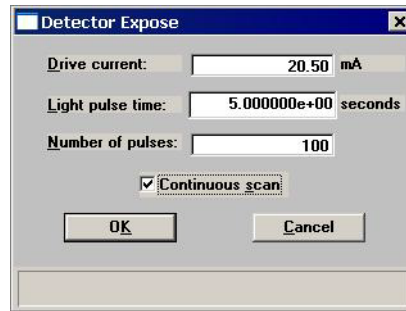 Detector Expose
Drive current: 20.50 mA
Light pulse time: 5.000000e+00 seconds
Number of pulses: 100
Continuous scan
OK Cancel